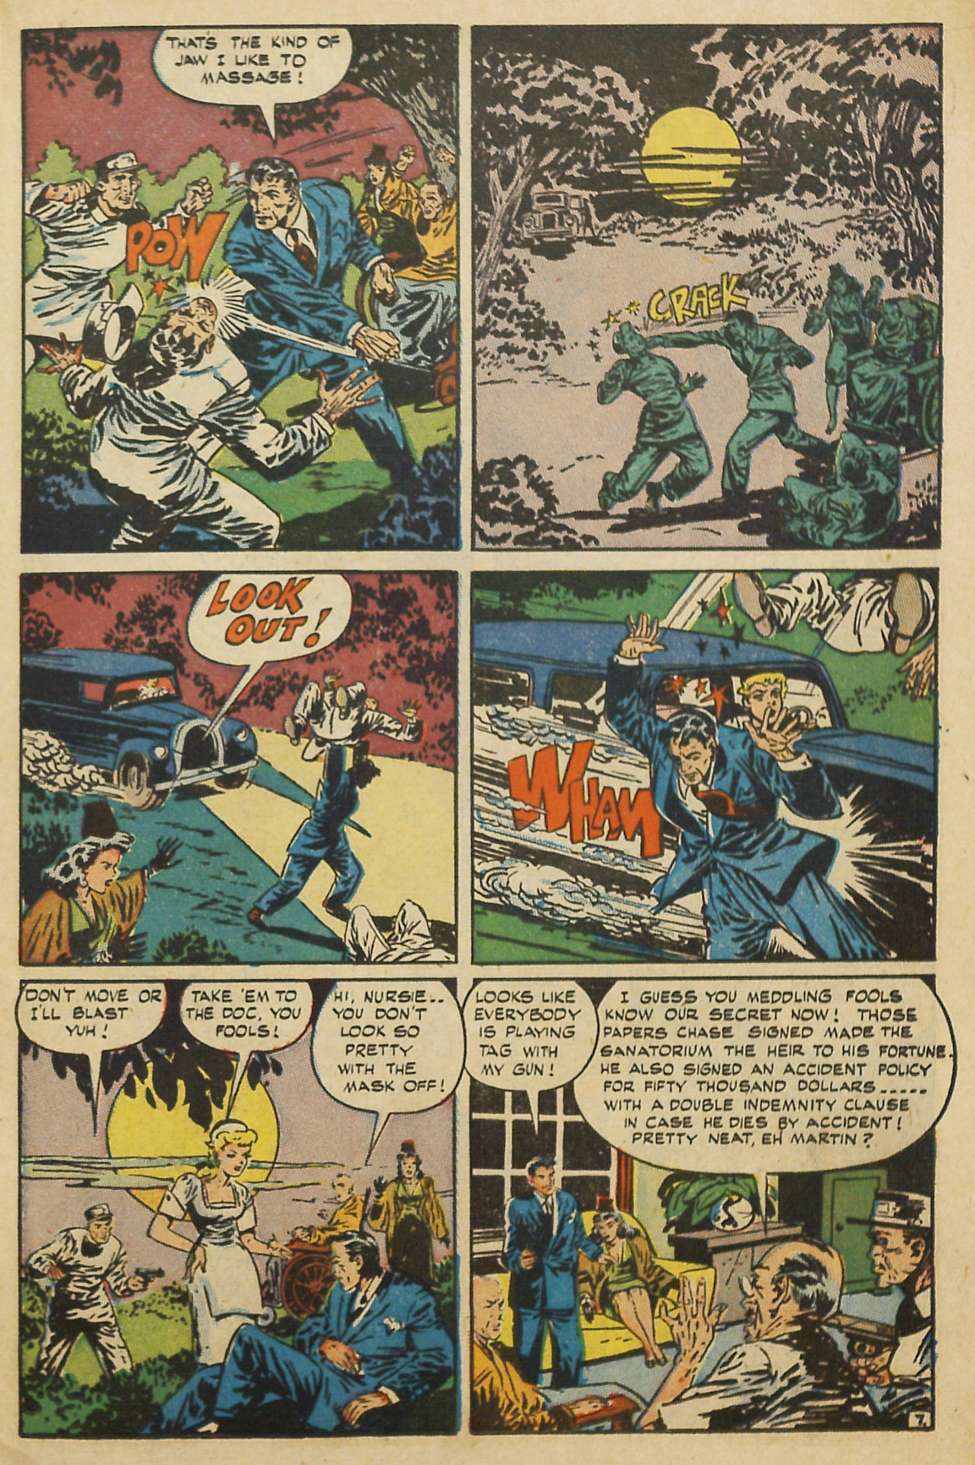 THAT'S THE KIND OF
JAW I LIKE TO
MASSAGE!
POW
CRACK
LOOK
OUT!
WHAM
DON'T MOVE OR
I'LL BLAST
YUH!
TAKE 'EM TO
THE DOC, YOU
FOOLS!
HI, NURSIE..
YOU DON'T
LOOK SO
PRETTY
WITH THE
MASK OFF!
LOOKS LIKE
EVERYBODY
IS PLAYING
TAG WITH
MY GUN!
I GUESS YOU MEDDLING FOOLS
KNOW OUR SECRET NOW! THOSE
PAPERS CHASE SIGNED MADE THE
SANATORIUM THE HEIR TO HIS FORTUNE.
HE ALSO SIGNED AN ACCIDENT POLICY
FOR FIFTY THOUSAND DOLLARS.....
WITH A DOUBLE INDEMNITY CLAUSE
IN CASE HE DIES BY ACCIDENT!
PRETTY NEAT, EH MARTIN?
7